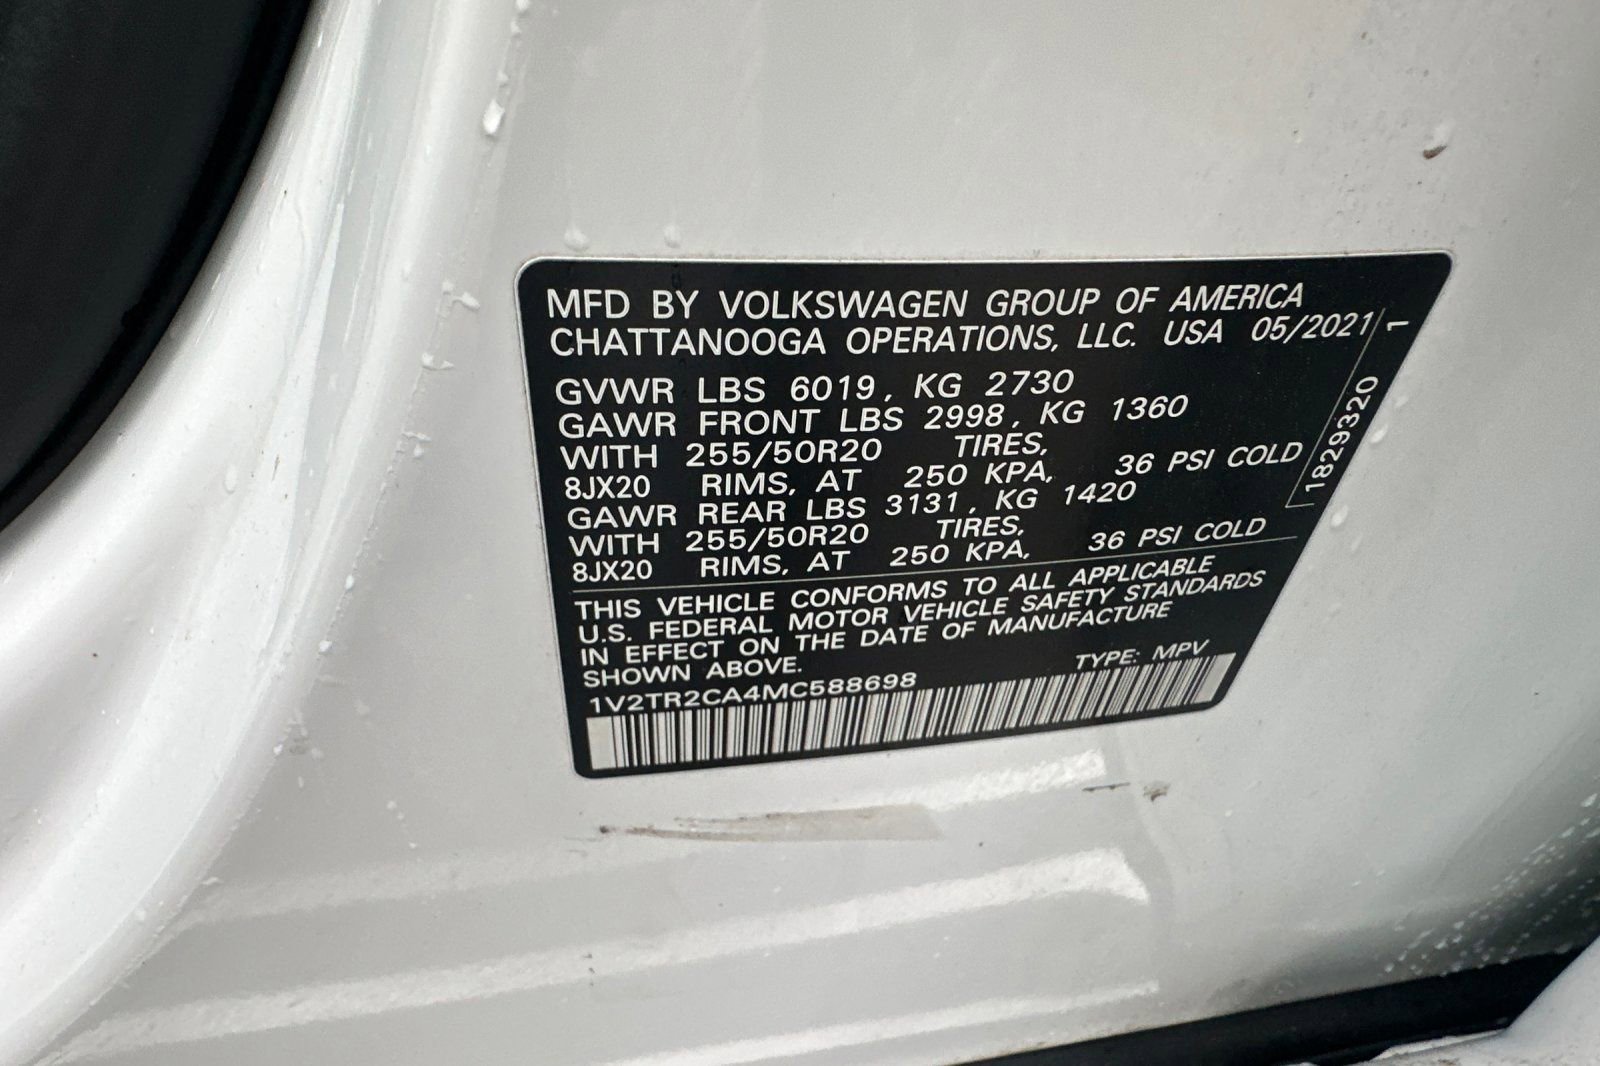 MFD BY VOLKSWAGEN GROUP OF AMERICA
CHATTANOOGA OPERATIONS, LLC. USA 05/2021
GVWR LBS 6019, KG 2730
GAWR FRONT LBS 2998, KG 1360
WITH 255/50R20 TIRES,
8JX20 RIMS, AT 250 KPA, 36 PSI COLD
GAWR REAR LBS 3131, KG 1420
WITH 255/50R20 TIRES,
8JX20 RIMS, AT 250 KPA, 36 PSI COLD
THIS VEHICLE CONFORMS TO ALL APPLICABLE
U.S. FEDERAL MOTOR VEHICLE SAFETY STANDARDS
IN EFFECT ON THE DATE OF MANUFACTURE
SHOWN ABOVE. TYPE: MPV
1V2TR2CA4MC588698
1829320 1